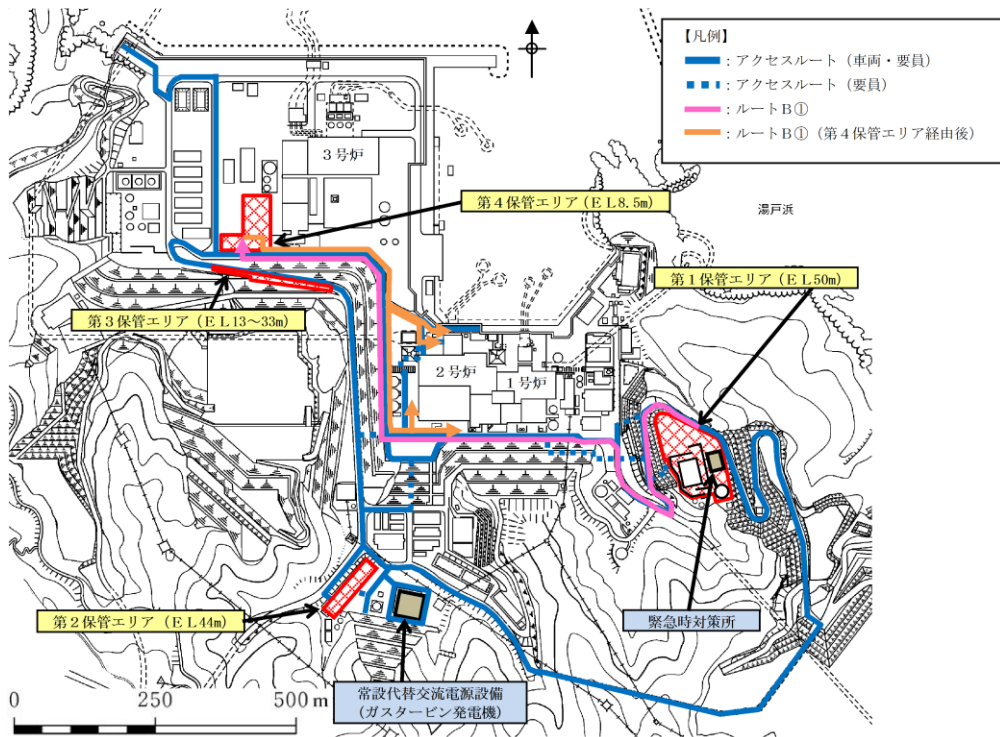 【凡例】
：アクセスルート（車両・要員）
：アクセスルート（要員）
：ルートB①
：ルートB①（第４保管エリア経由後）
３号炉
第４保管エリア（ＥＬ8.5m）
湯戸浜
第１保管エリア（ＥＬ50m）
第３保管エリア（ＥＬ13～33m）
２号炉
１号炉
第２保管エリア（ＥＬ44m）
緊急時対策所
常設代替交流電源設備
（ガスタービン発電機）
0 250 500 m